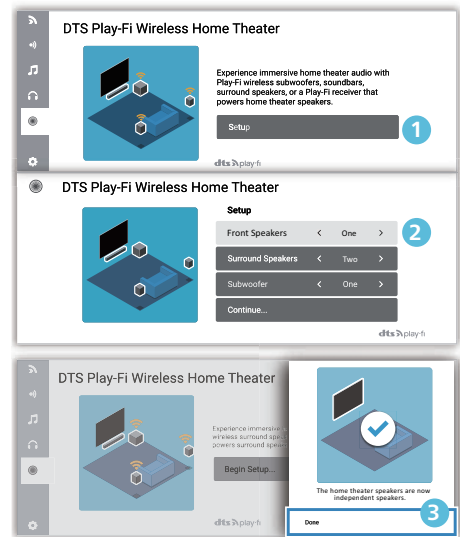 DTS Play-Fi Wireless Home Theater
Experience immersive home theater audio with
Play-Fi wireless subwoofers, soundbars,
surround speakers, or a Play-Fi receiver that
powers home theater speakers.
Setup
1
dts play-fi
DTS Play-Fi Wireless Home Theater
Setup
Front Speakers < One >
2
Surround Speakers < Two >
Subwoofer < One >
Continue...
dts play-fi
DTS Play-Fi Wireless Home Theater
Experience immersive
wireless surround
powers surround
Begin Setup...
dts play-fi
The home theater speakers are now
independent speakers.
3
Done